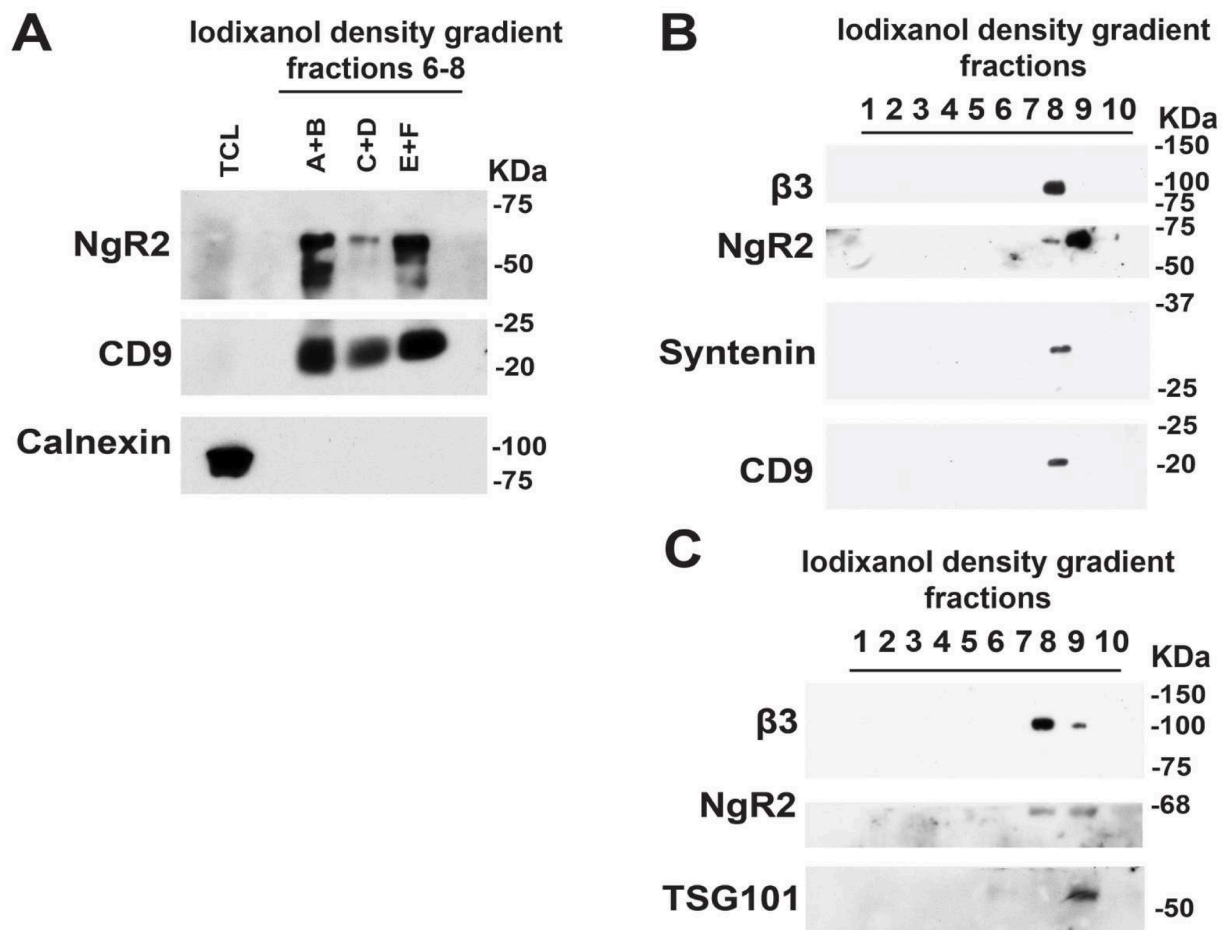 A
Iodixanol density gradient
fractions 6-8
TCL
A+B
C+D
E+F
KDa
NgR2
-75
-50
CD9
-25
-20
Calnexin
-100
-75
B
Iodixanol density gradient
fractions
1 2 3 4 5 6 7 8 9 10
KDa
β3
-150
-100
-75
NgR2
-75
-50
Syntenin
-37
-25
CD9
-25
-20
C
Iodixanol density gradient
fractions
1 2 3 4 5 6 7 8 9 10
KDa
β3
-150
-100
-75
NgR2
-68
TSG101
-50